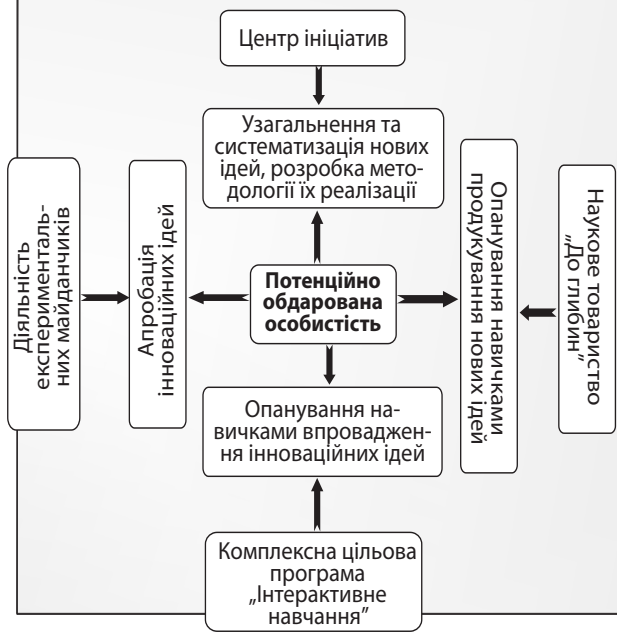 Центр ініціатив
Узагальнення та
систематизація нових
ідей, розробка мето-
дології їх реалізації
Діяльність
експерименталь-
них майданчиків
Апробація
інноваційних ідей
Потенційно
обдарована
особистість
Опанування навичками
продукування нових ідей
Наукове товариство
„До глибин”
Опанування на-
вичками впроваджен-
ня інноваційних ідей
Комплексна цільова
програма
„Інтерактивне
навчання”